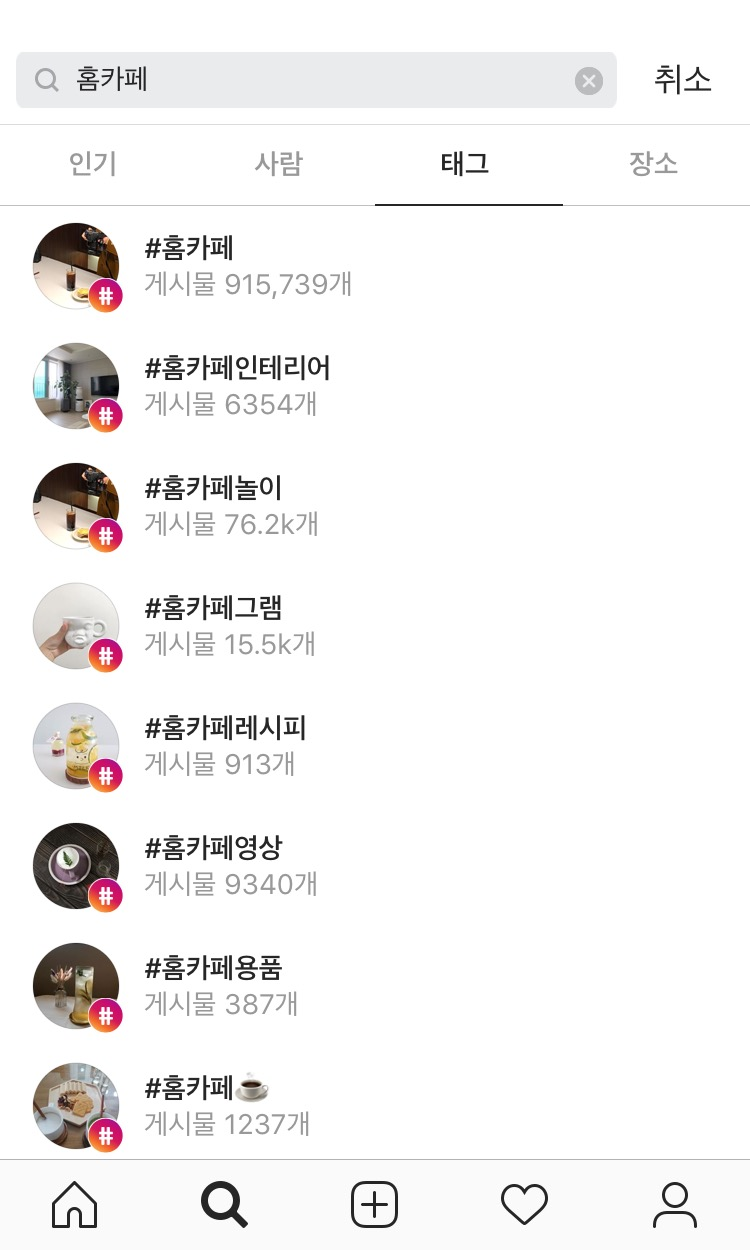 홈카페
취소
인기 사람 태그 장소
#홈카페
게시물 915,739개
#홈카페인테리어
게시물 6354개
#홈카페놀이
게시물 76.2k개
#홈카페그램
게시물 15.5k개
#홈카페레시피
게시물 913개
#홈카페영상
게시물 9340개
#홈카페용품
게시물 387개
#홈카페☕
게시물 1237개